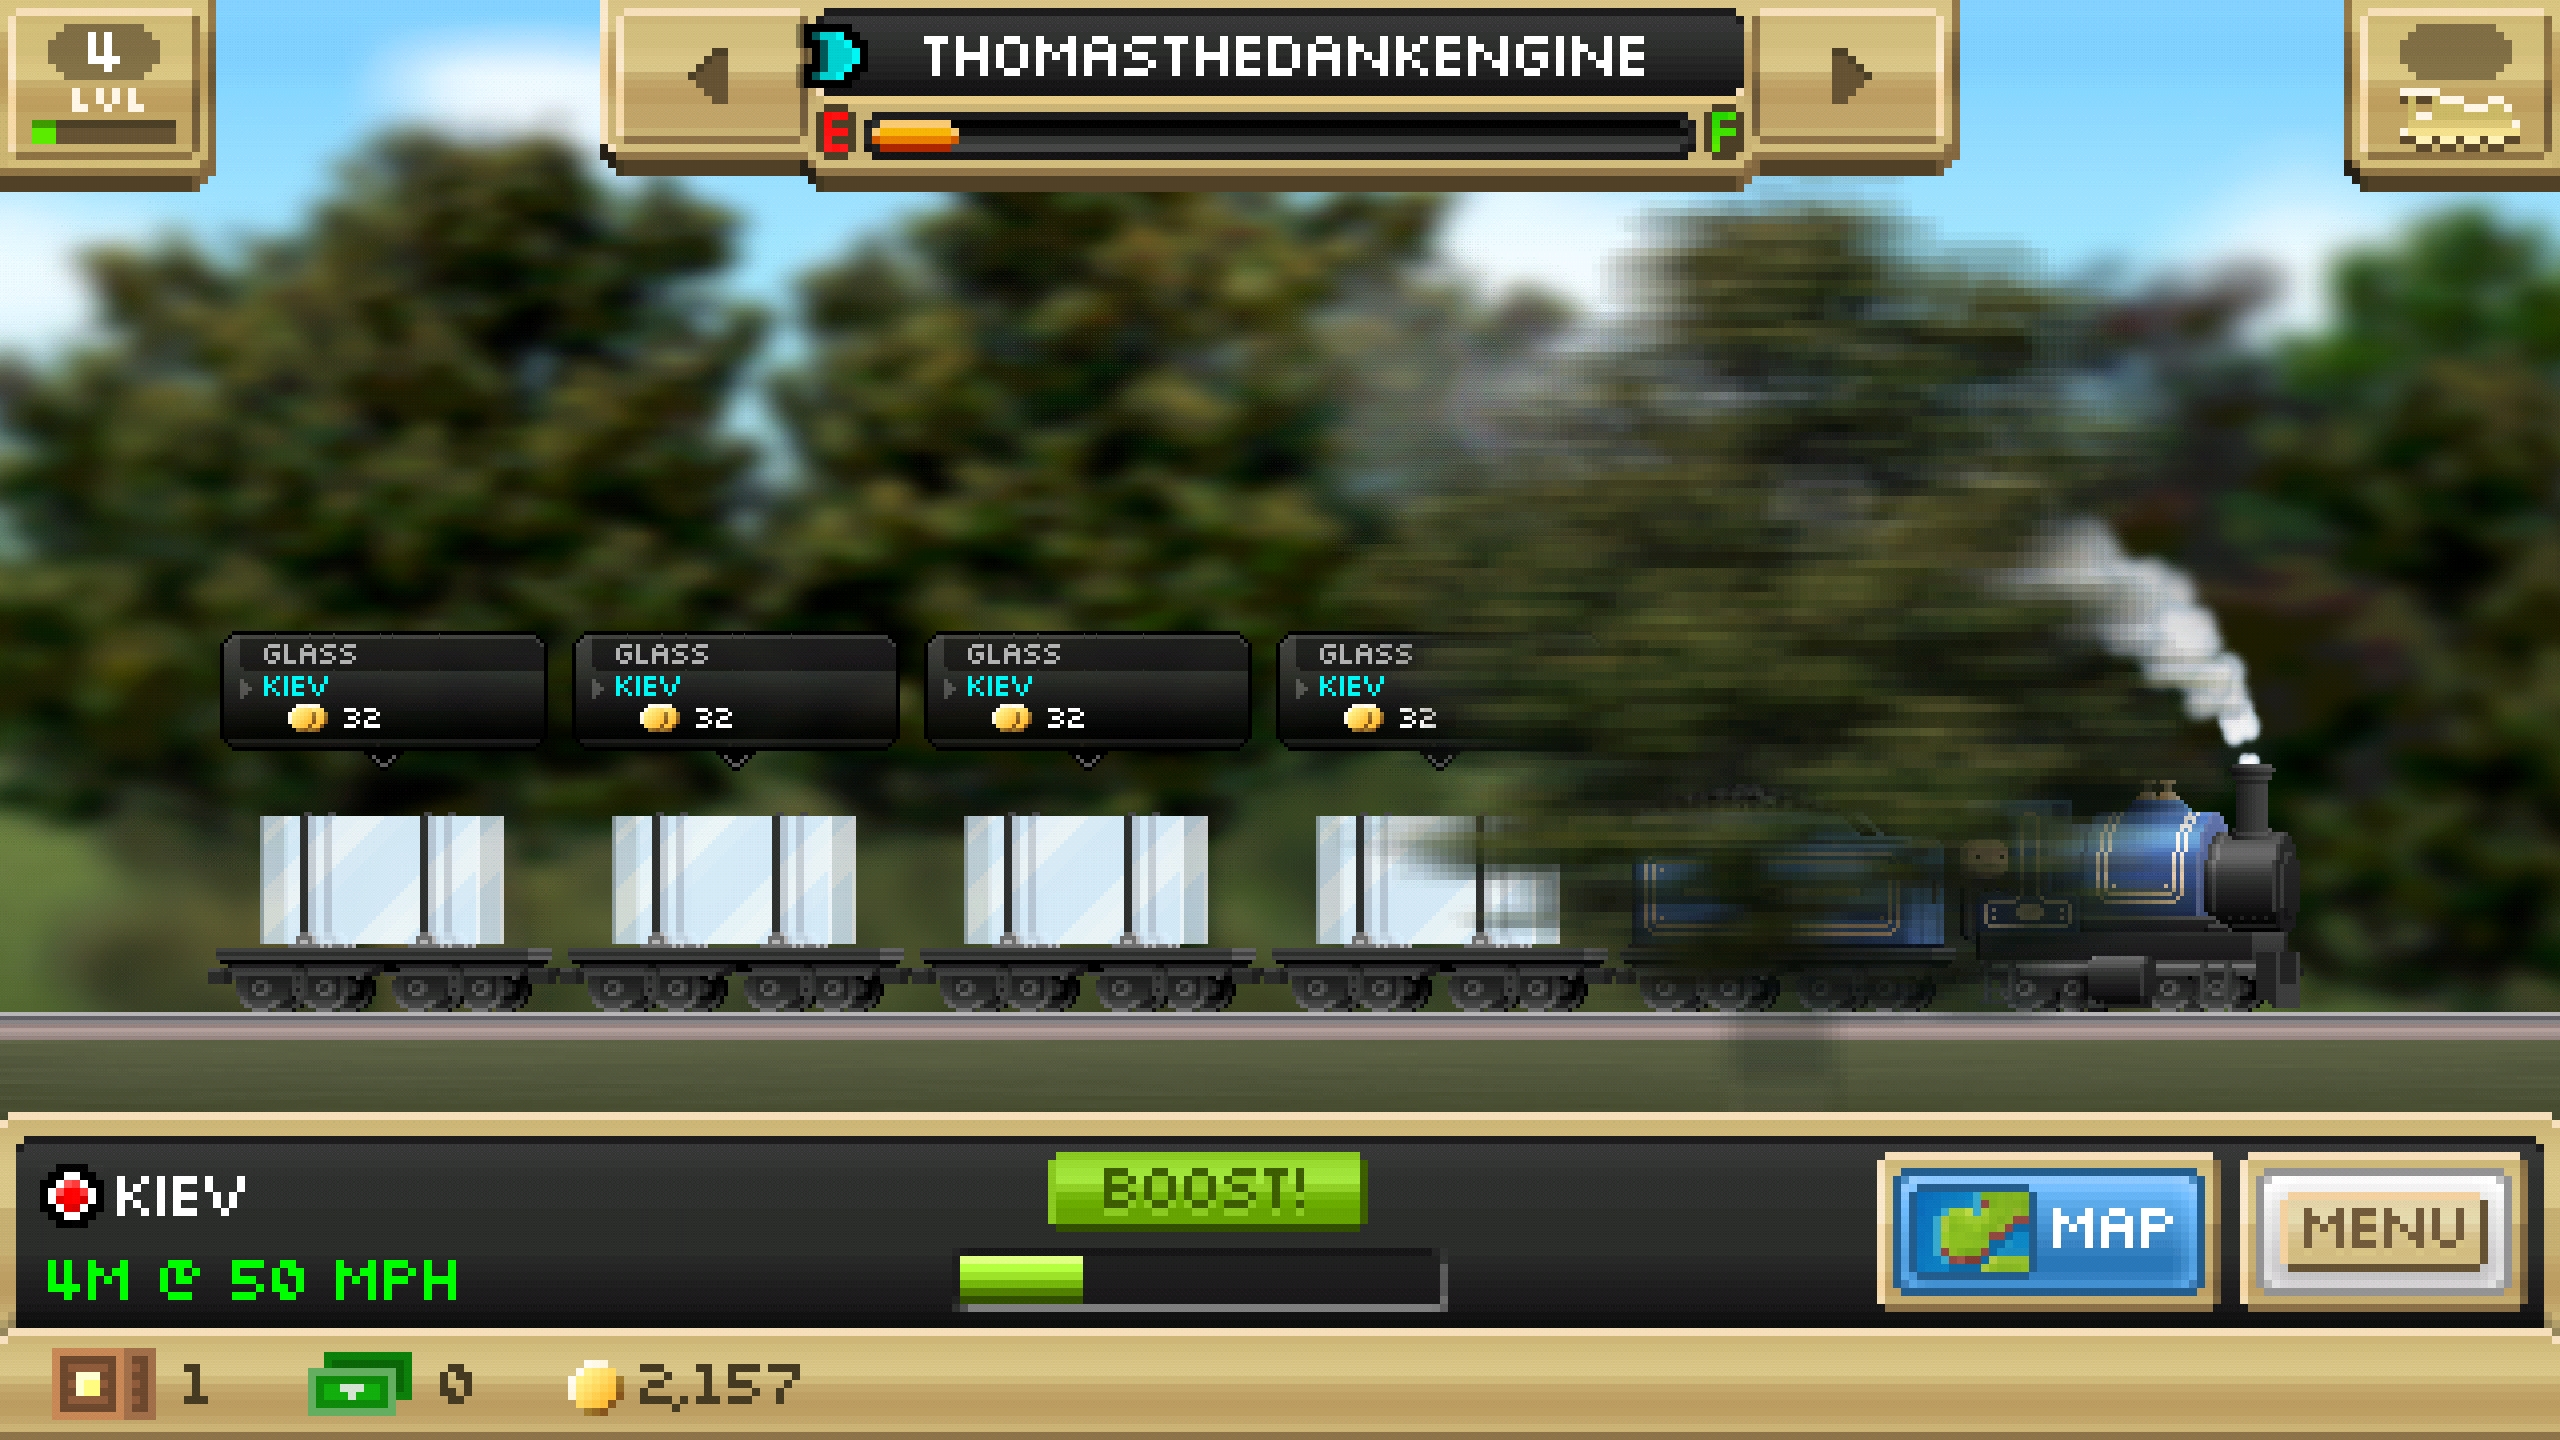 4
LVL
THOMASTHEDANKENGINE
E
F
GLASS
KIEV
32
GLASS
KIEV
32
GLASS
KIEV
32
GLASS
KIEV
32
KIEV
4M @ 50 MPH
BOOST!
MAP
MENU
1
0
2,157